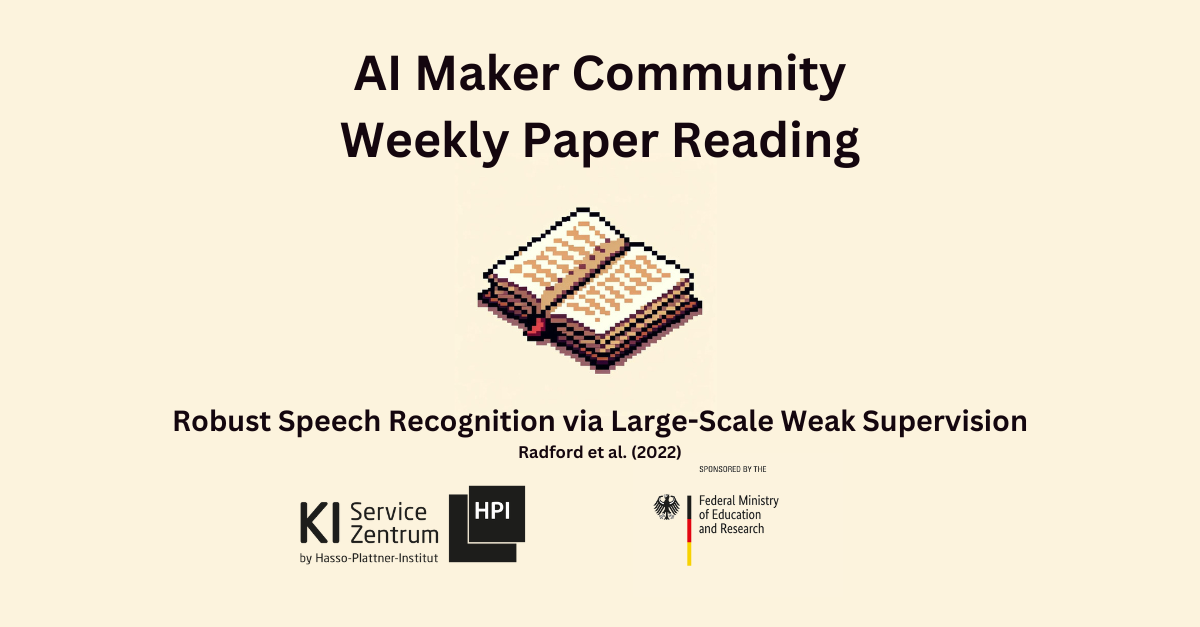 AI Maker Community
Weekly Paper Reading
Robust Speech Recognition via Large-Scale Weak Supervision
Radford et al. (2022)
SPONSORED BY THE
KI Service
Zentrum
by Hasso-Plattner-Institut
HPI
Federal Ministry
of Education
and Research